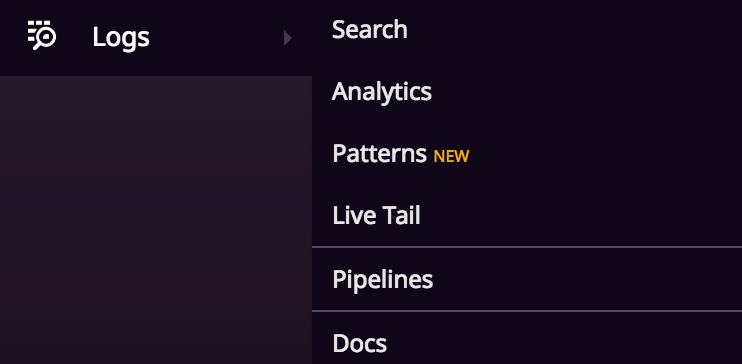 Logs
Search
Analytics
Patterns NEW
Live Tail
Pipelines
Docs